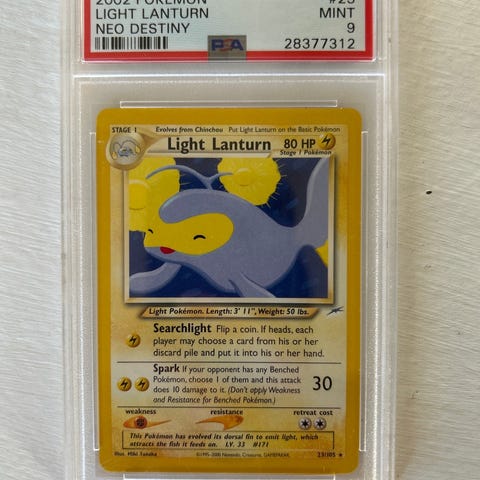 2002 POKEMON #23
LIGHT LANTURN MINT
NEO DESTINY PSA 9
28377312
STAGE 1 Evolves from Chinchou Put Light Lanturn on the Basic Pokémon
Light Lanturn 80 HP
Stage 1 Pokémon
Light Pokémon. Length: 3' 11", Weight: 50 lbs.
Searchlight Flip a coin. If heads, each
player may choose a card from his or her
discard pile and put it into his or her hand.
Spark If your opponent has any Benched
Pokémon, choose 1 of them and this attack
does 10 damage to it. (Don't apply Weakness
and Resistance for Benched Pokémon.)
30
weakness resistance retreat cost
This Pokémon has evolved its dorsal fin to emit light, which
attracts the fish it feeds on. LV. 33 #171
Illus. Miki Tanaka ©1995-2000 Nintendo, Creatures, GAMEFREAK. 23/105